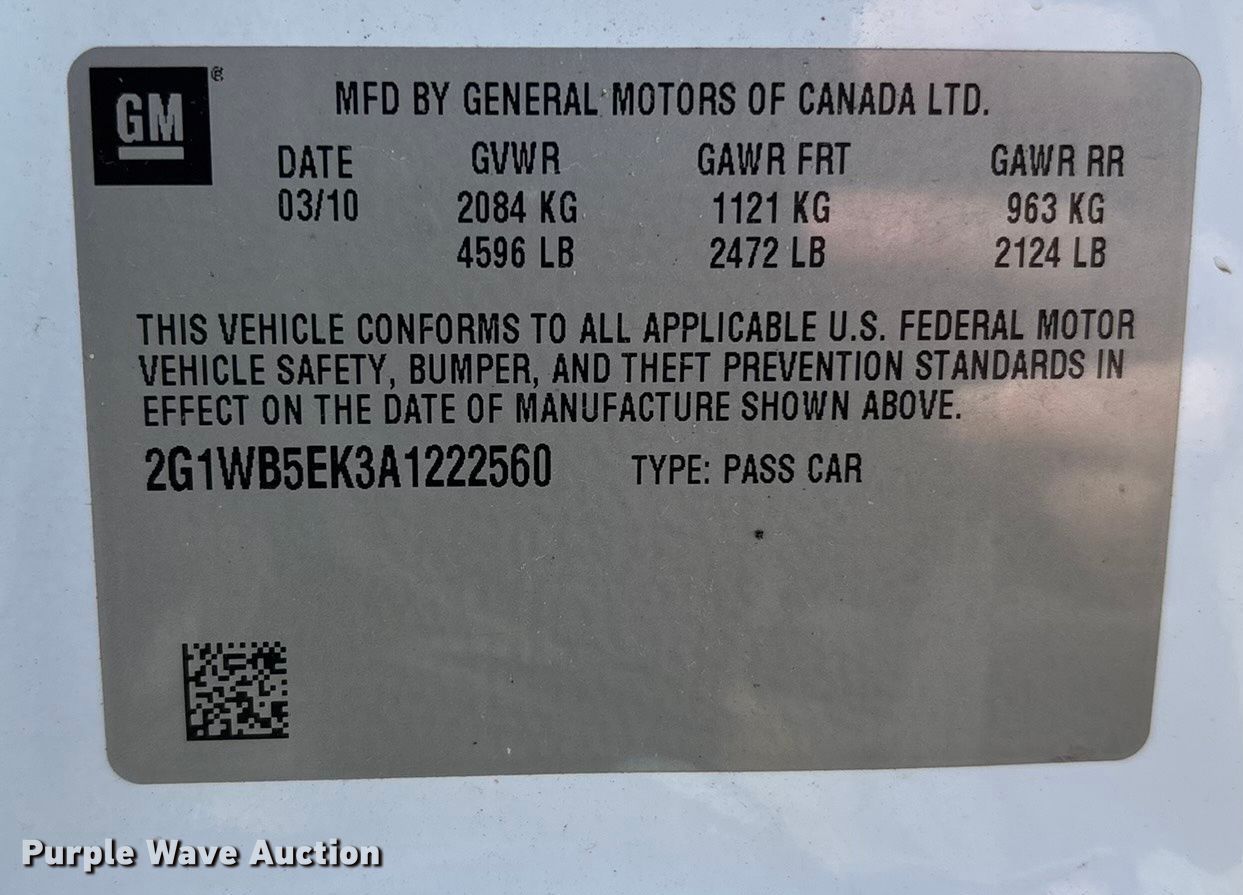 GM ®
MFD BY GENERAL MOTORS OF CANADA LTD.
DATE GVWR GAWR FRT GAWR RR
03/10 2084 KG 1121 KG 963 KG
4596 LB 2472 LB 2124 LB
THIS VEHICLE CONFORMS TO ALL APPLICABLE U.S. FEDERAL MOTOR
VEHICLE SAFETY, BUMPER, AND THEFT PREVENTION STANDARDS IN
EFFECT ON THE DATE OF MANUFACTURE SHOWN ABOVE.
2G1WB5EK3A1222560 TYPE: PASS CAR
Purple Wave Auction